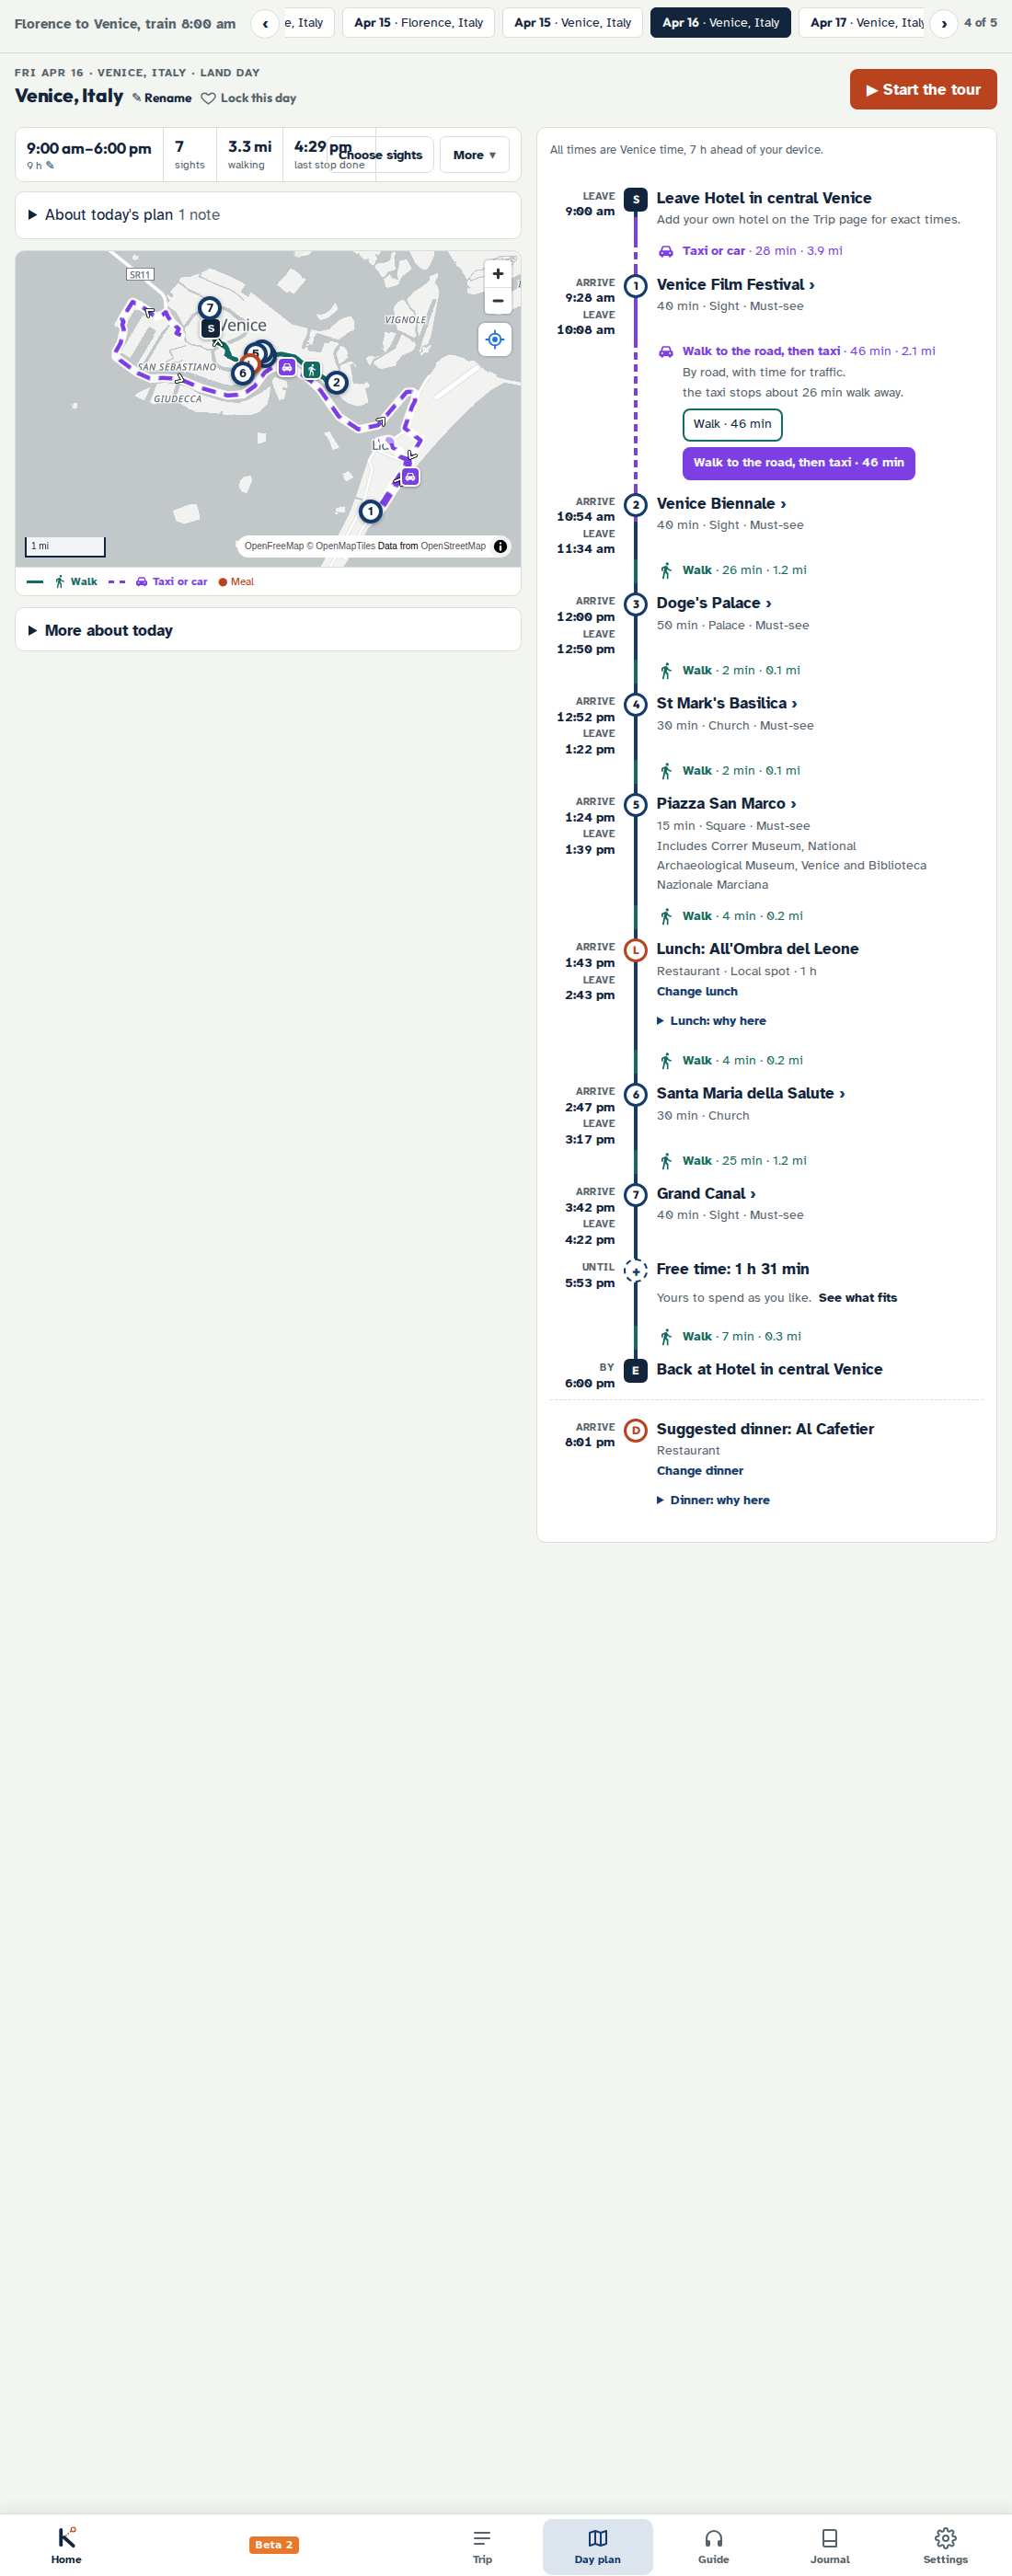 Florence to Venice, train 8:00 am
‹
e, Italy
Apr 15 · Florence, Italy
Apr 15 · Venice, Italy
Apr 16 · Venice, Italy
Apr 17 · Venice, Italy
›
4 of 5
FRI APR 16 · VENICE, ITALY · LAND DAY
Venice, Italy ✎ Rename Lock this day
▶ Start the tour
9:00 am–6:00 pm
9 h ✎
7
sights
3.3 mi
walking
4:29 pm
last stop done
Choose sights
More ▾
▶ About today's plan 1 note
SR11
Venice
VIGNOLE
SAN SEBASTIANO
GIUDECCA
7
S
5
6
2
1
+
−
1 mi
OpenFreeMap © OpenMapTiles Data from OpenStreetMap
Walk
Taxi or car
Meal
▶ More about today
All times are Venice time, 7 h ahead of your device.
LEAVE
9:00 am
S
Leave Hotel in central Venice
Add your own hotel on the Trip page for exact times.
Taxi or car · 28 min · 3.9 mi
ARRIVE
9:28 am
LEAVE
10:08 am
1
Venice Film Festival ›
40 min · Sight · Must-see
Walk to the road, then taxi · 46 min · 2.1 mi
By road, with time for traffic.
the taxi stops about 26 min walk away.
Walk · 46 min
Walk to the road, then taxi · 46 min
ARRIVE
10:54 am
LEAVE
11:34 am
2
Venice Biennale ›
40 min · Sight · Must-see
Walk · 26 min · 1.2 mi
ARRIVE
12:00 pm
LEAVE
12:50 pm
3
Doge's Palace ›
50 min · Palace · Must-see
Walk · 2 min · 0.1 mi
ARRIVE
12:52 pm
LEAVE
1:22 pm
4
St Mark's Basilica ›
30 min · Church · Must-see
Walk · 2 min · 0.1 mi
ARRIVE
1:24 pm
LEAVE
1:39 pm
5
Piazza San Marco ›
15 min · Square · Must-see
Includes Correr Museum, National
Archaeological Museum, Venice and Biblioteca
Nazionale Marciana
Walk · 4 min · 0.2 mi
ARRIVE
1:43 pm
LEAVE
2:43 pm
L
Lunch: All'Ombra del Leone
Restaurant · Local spot · 1 h
Change lunch
▶ Lunch: why here
Walk · 4 min · 0.2 mi
ARRIVE
2:47 pm
LEAVE
3:17 pm
6
Santa Maria della Salute ›
30 min · Church
Walk · 25 min · 1.2 mi
ARRIVE
3:42 pm
LEAVE
4:22 pm
7
Grand Canal ›
40 min · Sight · Must-see
UNTIL
5:53 pm
+
Free time: 1 h 31 min
Yours to spend as you like. See what fits
Walk · 7 min · 0.3 mi
BY
6:00 pm
E
Back at Hotel in central Venice
ARRIVE
8:01 pm
D
Suggested dinner: Al Cafetier
Restaurant
Change dinner
▶ Dinner: why here
Home
Beta 2
Trip
Day plan
Guide
Journal
Settings